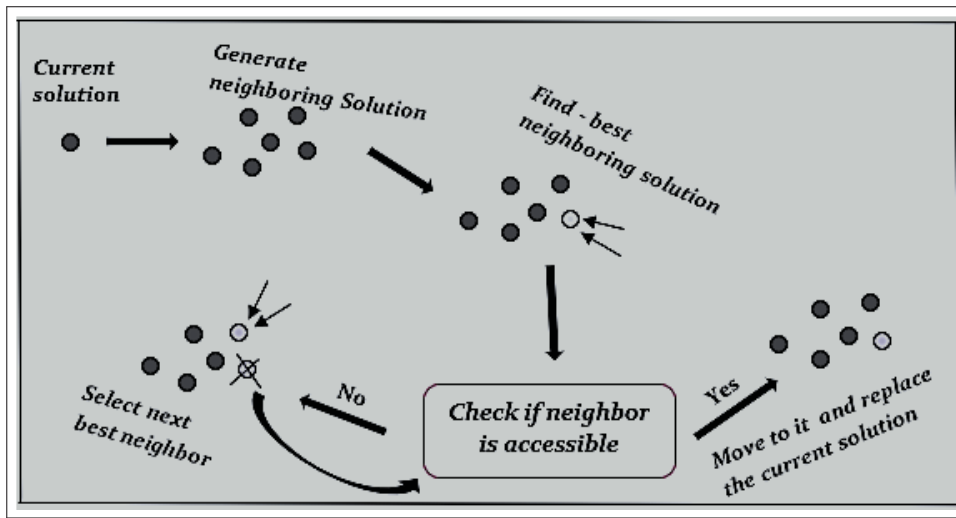 Current
solution
Generate
neighboring Solution
Find - best
neighboring solution
Check if neighbor
is accessible
No
Yes
Select next
best neighbor
Move to it and replace
the current solution